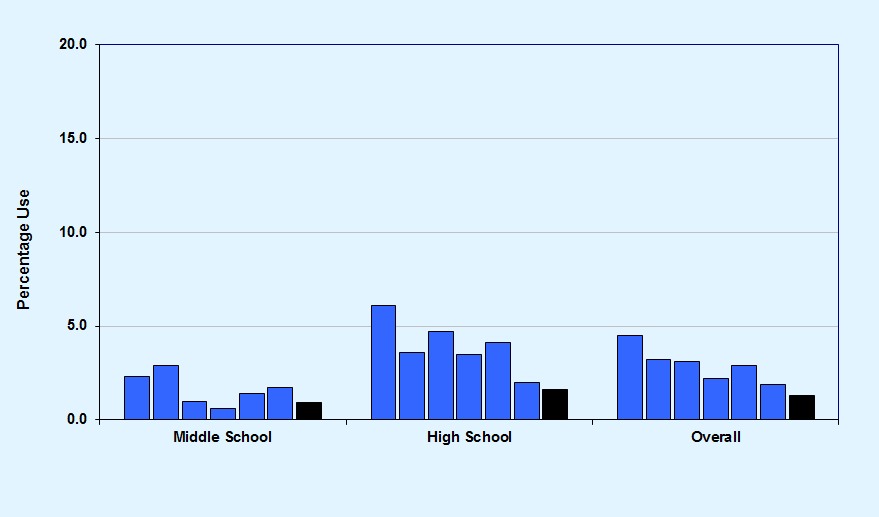 20.0
15.0
10.0
5.0
0.0
Percentage Use
Middle School
High School
Overall